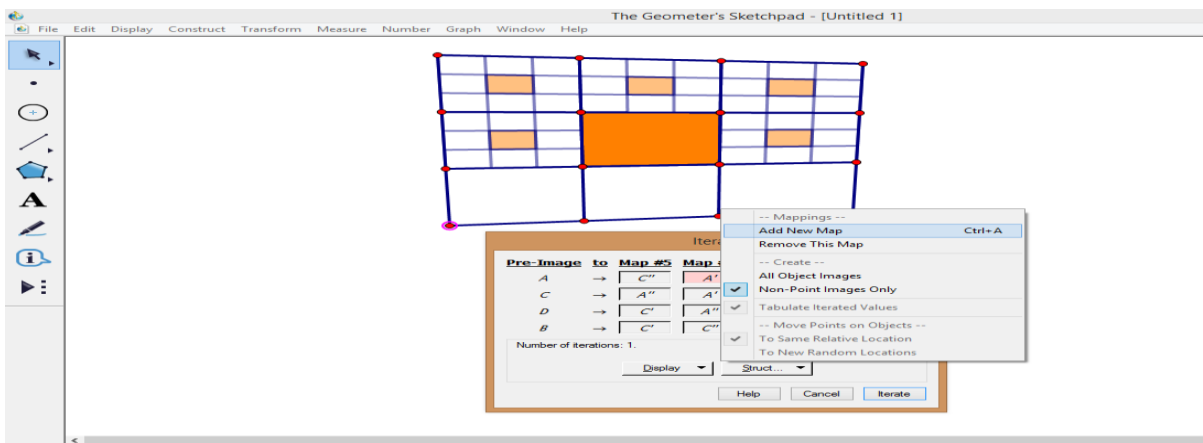 The Geometer's Sketchpad - [Untitled 1]
File Edit Display Construct Transform Measure Number Graph Window Help
A
-- Mappings --
Add New Map Ctrl+A
Remove This Map
-- Create --
All Object Images
Non-Point Images Only
Tabulate Iterated Values
-- Move Points on Objects --
To Same Relative Location
To New Random Locations
Pre-Image to Map #5 Map
A → C" A'
C → A" A'
D → C' A"
B → C' C"
Number of iterations: 1.
Display Struct...
Help Cancel Iterate